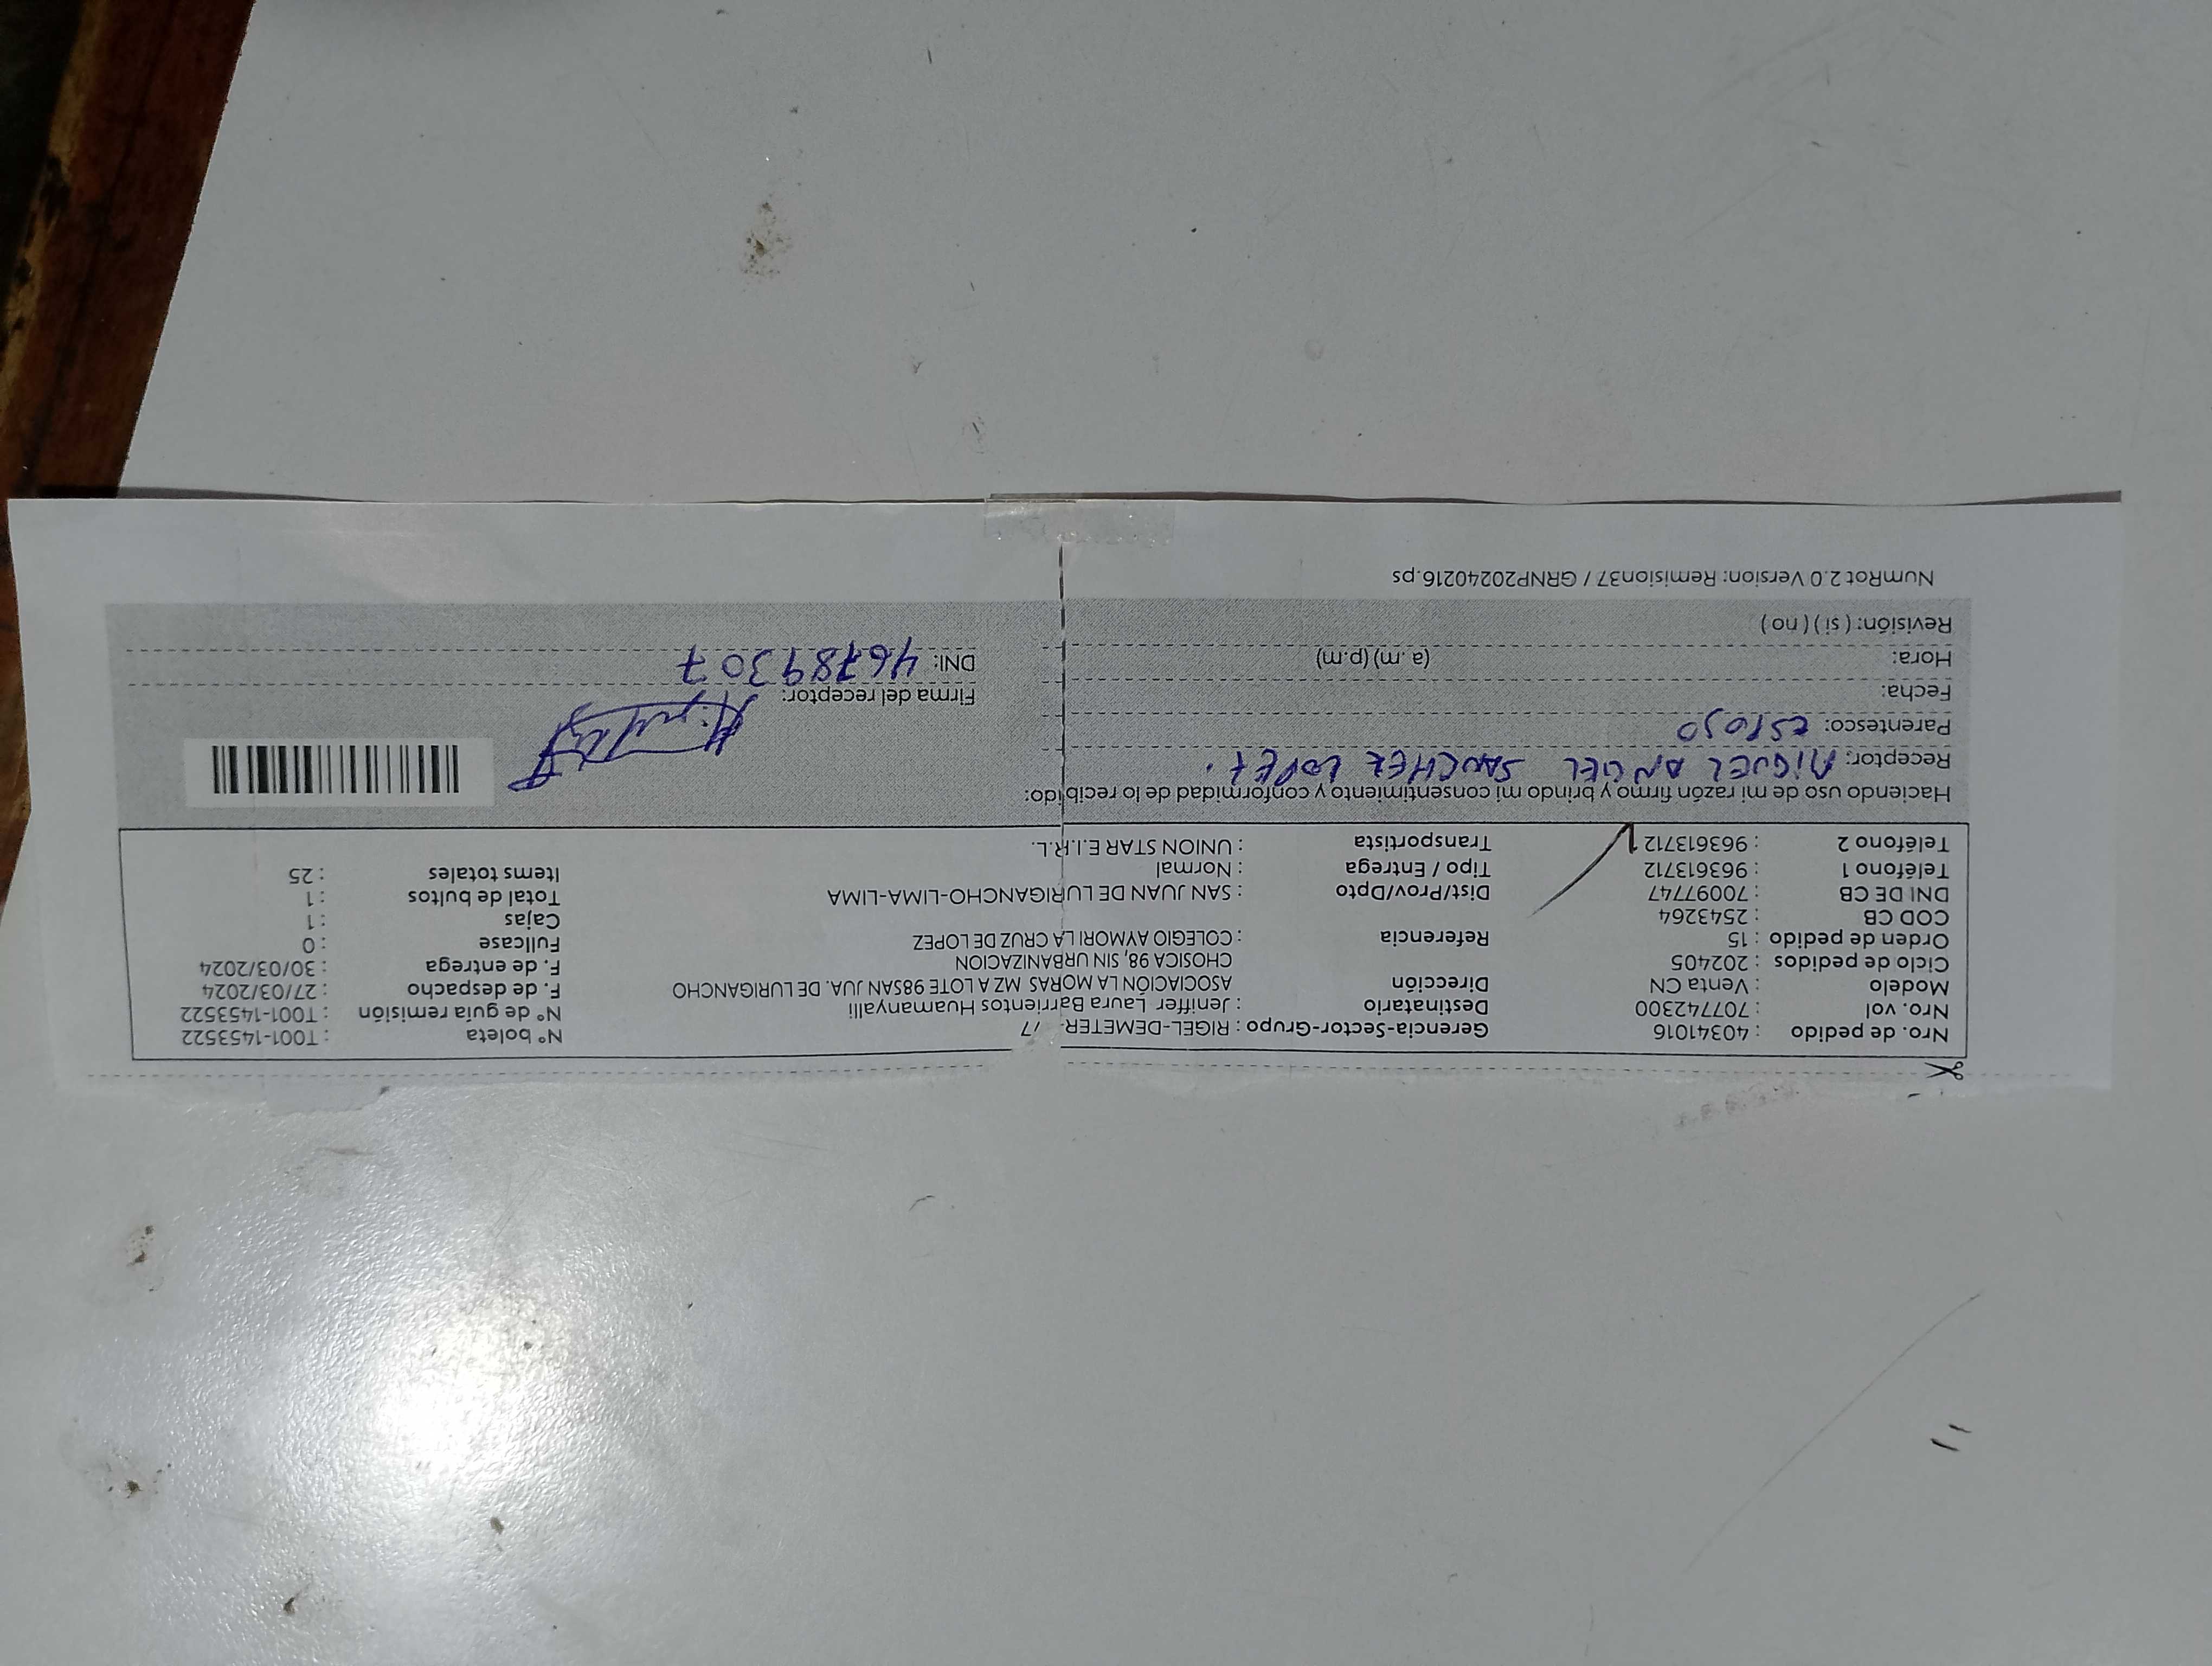 Nro. de pedido : 40341016 Gerencia-Sector-Grupo : RIGEL-DEMETER- 77 N° boleta : T001-1453522
Nro. vol : 707742300 Destinatario : Jeniffer Laura Barrientos Huamanyalli N° de guia remisión : T001-1453522
Modelo : Venta CN Dirección ASOCIACIÓN LA MORAS MZ A LOTE 98SAN JUA. DE LURIGANCHO F. de despacho : 27/03/2024
Ciclo de pedidos : 202405 CHOSICA 98, SIN URBANIZACION F. de entrega : 30/03/2024
Orden de pedido : 15 Referencia : COLEGIO AYMORI LA CRUZ DE LOPEZ Fullcase : 0
COD CB : 2543264 Cajas : 1
DNI DE CB : 70097747 Dist/Prov/Dpto : SAN JUAN DE LURIGANCHO-LIMA-LIMA Total de bultos : 1
Teléfono 1 : 963613712 Tipo / Entrega : Normal Items totales : 25
Teléfono 2 : 963613712 Transportista : UNION STAR E.I.R.L.
Haciendo uso de mi razón firmo y brindo mi consentimiento y conformidad de lo recibido:
Receptor: MIGUEL ANGEL SANCHEZ LOPEZ.
Parentesco: ESPOSO
Fecha: Firma del receptor:
Hora: (a. m) (p.m) DNI: 46789307
Revisión: ( si ) ( no )
NumRot 2.0 Version: Remision37 / GRNP20240216.ps